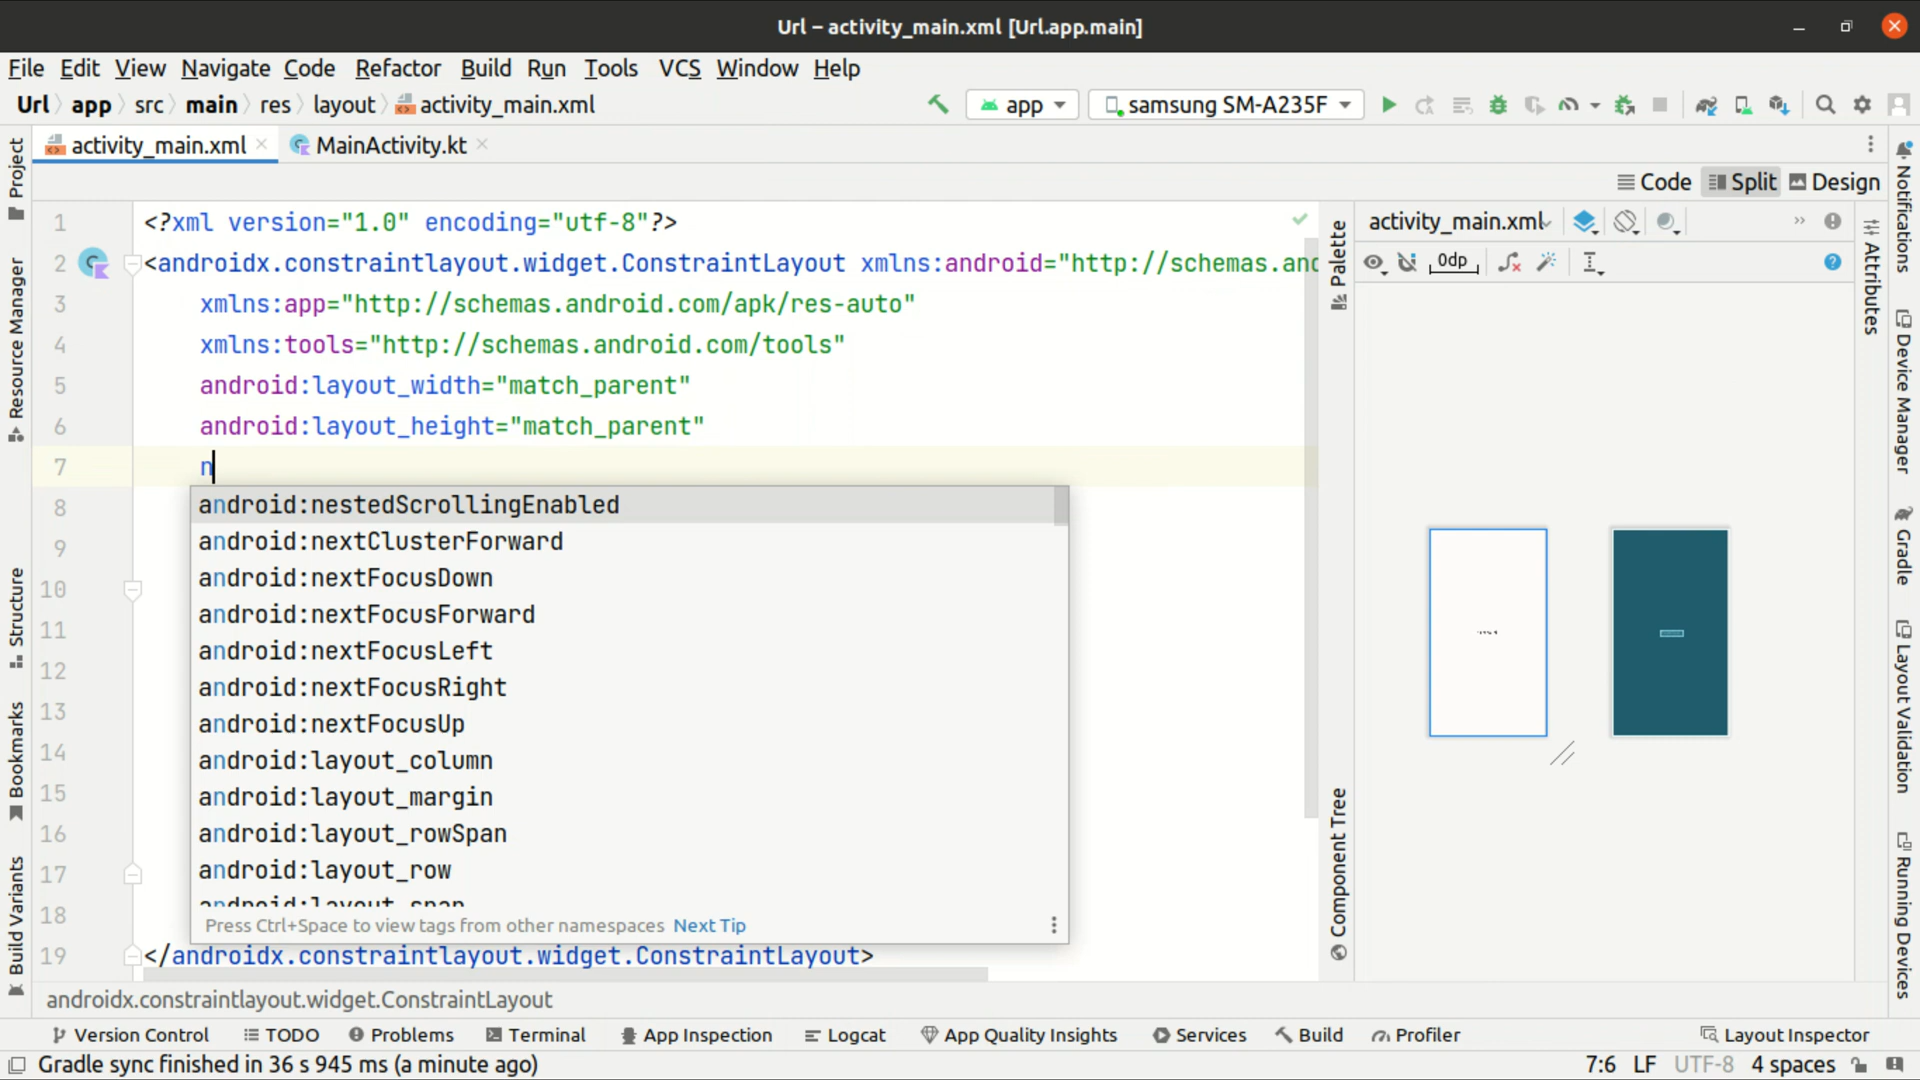 Url – activity_main.xml [Url.app.main]
File Edit View Navigate Code Refactor Build Run Tools VCS Window Help
Url app src main res layout activity_main.xml
app samsung SM-A235F
activity_main.xml MainActivity.kt
Code Split Design
1 <?xml version="1.0" encoding="utf-8"?>
2 <androidx.constraintlayout.widget.ConstraintLayout xmlns:android="http://schemas.and
3 xmlns:app="http://schemas.android.com/apk/res-auto"
4 xmlns:tools="http://schemas.android.com/tools"
5 android:layout_width="match_parent"
6 android:layout_height="match_parent"
7 n
8
9
10
11
12
13
14
15
16
17
18
19 </androidx.constraintlayout.widget.ConstraintLayout>
android:nestedScrollingEnabled
android:nextClusterForward
android:nextFocusDown
android:nextFocusForward
android:nextFocusLeft
android:nextFocusRight
android:nextFocusUp
android:layout_column
android:layout_margin
android:layout_rowSpan
android:layout_row
android:layout_span
Press Ctrl+Space to view tags from other namespaces Next Tip
Project
Resource Manager
Structure
Bookmarks
Build Variants
Palette
Component Tree
activity_main.xml
0dp
Attributes
Notifications
Device Manager
Gradle
Layout Validation
Running Devices
androidx.constraintlayout.widget.ConstraintLayout
Version Control TODO Problems Terminal App Inspection Logcat App Quality Insights Services Build Profiler Layout Inspector
Gradle sync finished in 36 s 945 ms (a minute ago) 7:6 LF UTF-8 4 spaces